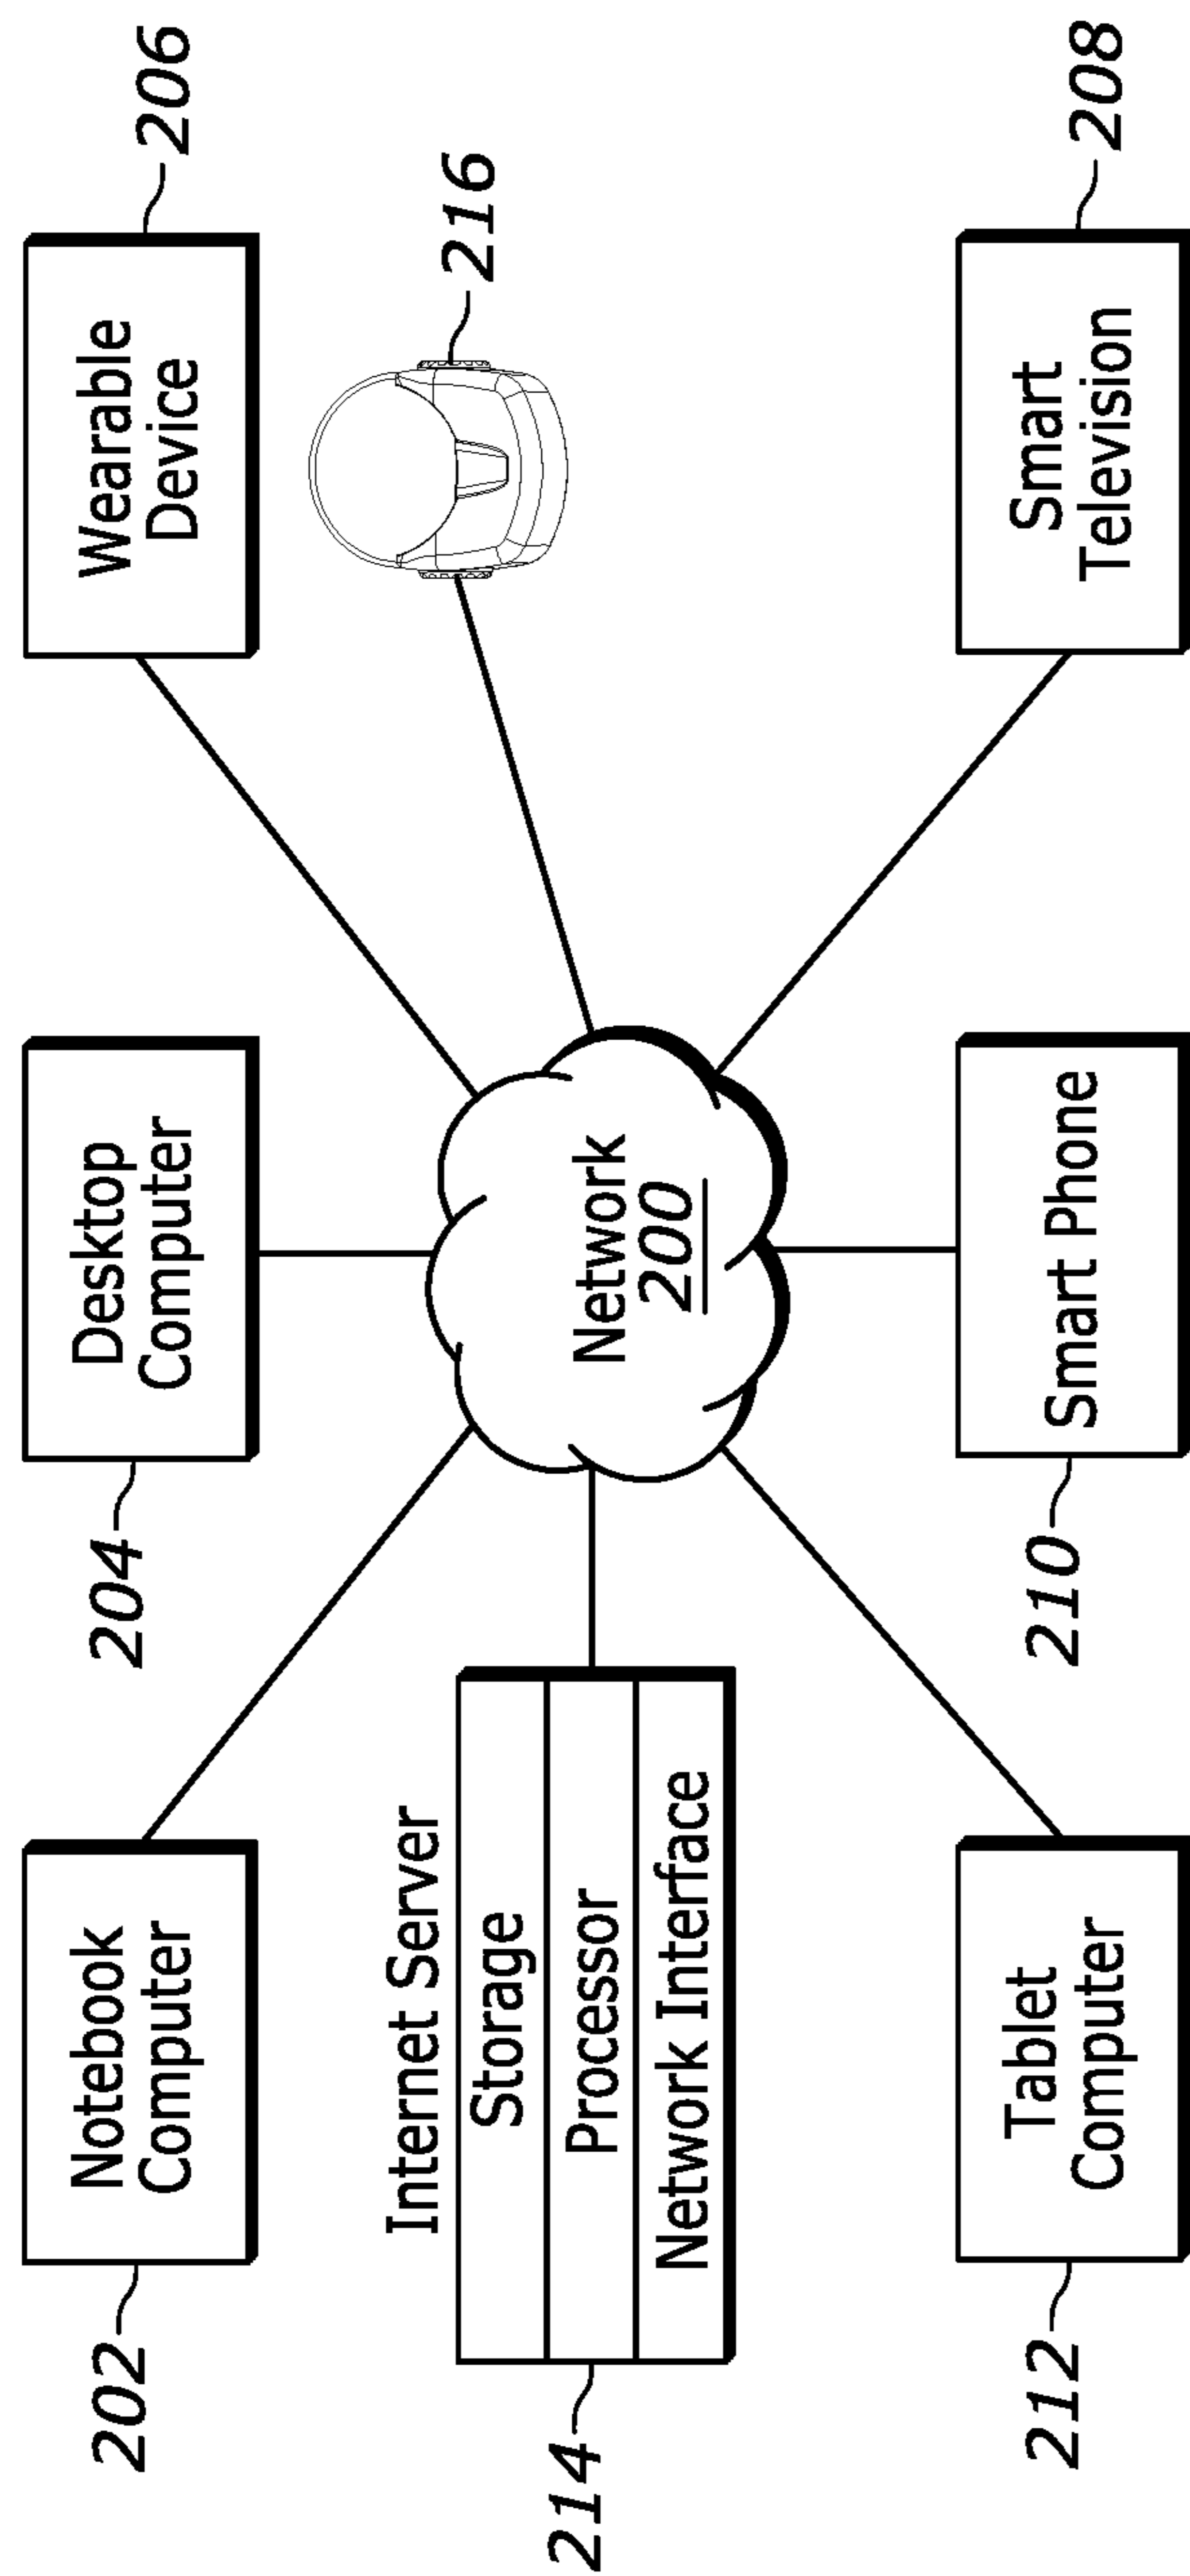 202
Notebook
Computer
204
Desktop
Computer
Wearable
Device
206
216
Internet Server
214
Storage
Processor
Network Interface
Network
200
212
Tablet
Computer
210
Smart Phone
Smart
Television
208